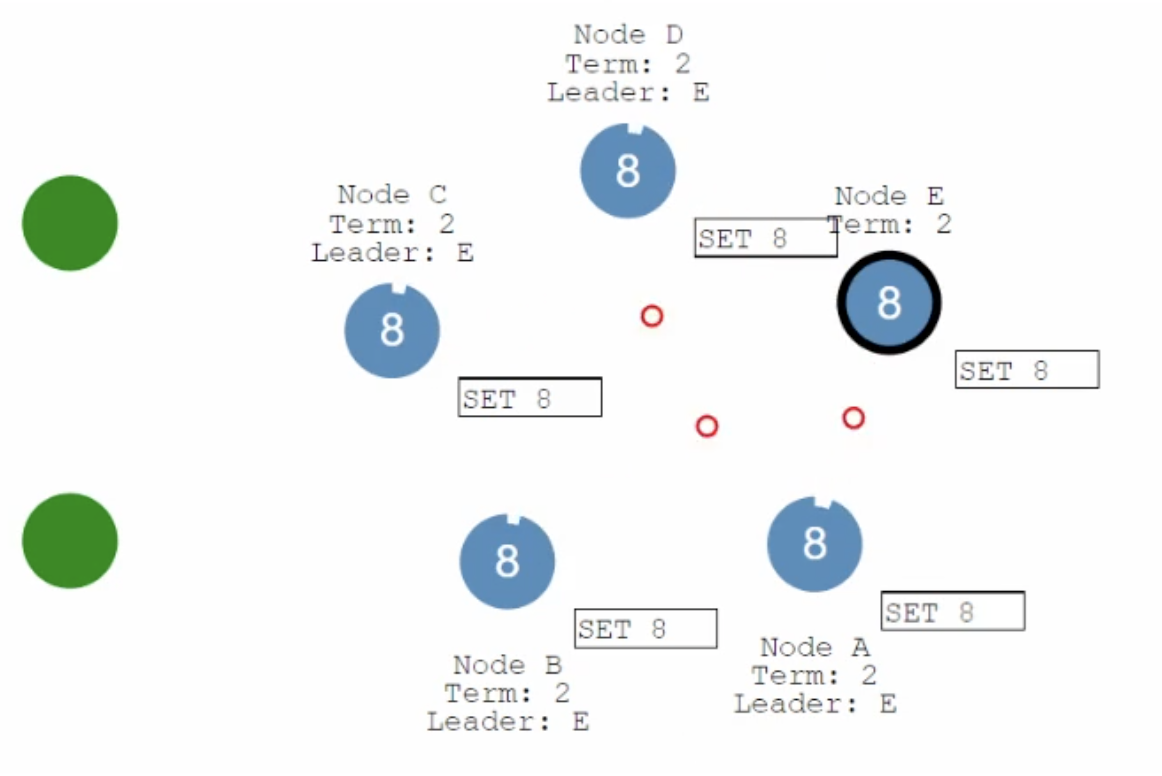 Node D
Term: 2
Leader: E
8
SET 8
Node C
Term: 2
Leader: E
8
SET 8
Node E
Term: 2
8
SET 8
8
SET 8
Node B
Term: 2
Leader: E
8
SET 8
Node A
Term: 2
Leader: E